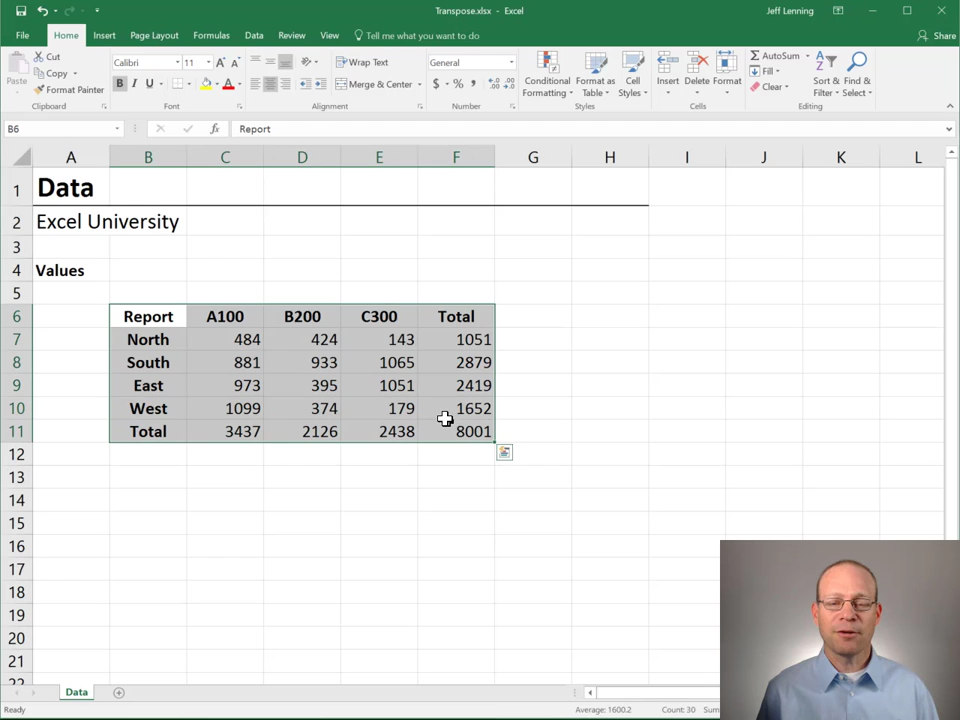 Transpose.xlsx - Excel
Jeff Lenning
File Home Insert Page Layout Formulas Data Review View Tell me what you want to do Share
Cut
Copy
Format Painter
Paste
Clipboard
Calibri 11
B I U
Font
Wrap Text
Merge & Center
Alignment
General
$ % ,
Number
Conditional Formatting
Format as Table
Cell Styles
Styles
Insert Delete Format
Cells
AutoSum
Fill
Clear
Sort & Filter
Find & Select
Editing
B6 fx Report
A B C D E F G H I J K L
1 Data
2 Excel University
3
4 Values
5
6 Report A100 B200 C300 Total
7 North 484 424 143 1051
8 South 881 933 1065 2879
9 East 973 395 1051 2419
10 West 1099 374 179 1652
11 Total 3437 2126 2438 8001
12
13
14
15
16
17
18
19
20
21
22
Data
Ready Average: 1600.2 Count: 30